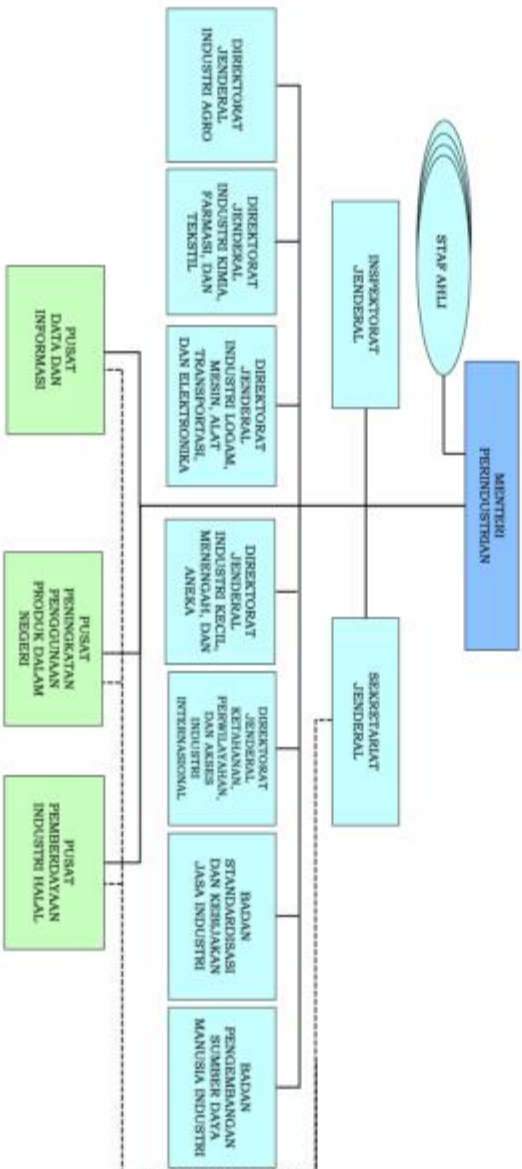 MENTERI
PERINDUSTRIAN
STAF AHLI
INSPEKTORAT
JENDERAL
SEKRETARIAT
JENDERAL
DIREKTORAT
JENDERAL
INDUSTRI AGRO
DIREKTORAT
JENDERAL
INDUSTRI KIMIA,
FARMASI, DAN
TEKSTIL
DIREKTORAT
JENDERAL
INDUSTRI LOGAM,
MESIN, ALAT
TRANSPORTASI,
DAN ELEKTRONIKA
DIREKTORAT
JENDERAL
INDUSTRI KECIL,
MENENGAH, DAN
ANEKA
DIREKTORAT
JENDERAL
KETAHANAN,
PERWILAYAHAN,
DAN AKSES
INDUSTRI
INTERNASIONAL
BADAN
STANDARDISASI
DAN KEBIJAKAN
JASA INDUSTRI
BADAN
PENGEMBANGAN
SUMBER DAYA
MANUSIA INDUSTRI
PUSAT
DATA DAN
INFORMASI
PUSAT
PENINGKATAN
PENGGUNAAN
PRODUK DALAM
NEGERI
PUSAT
PEMBERDAYAAN
INDUSTRI HALAL